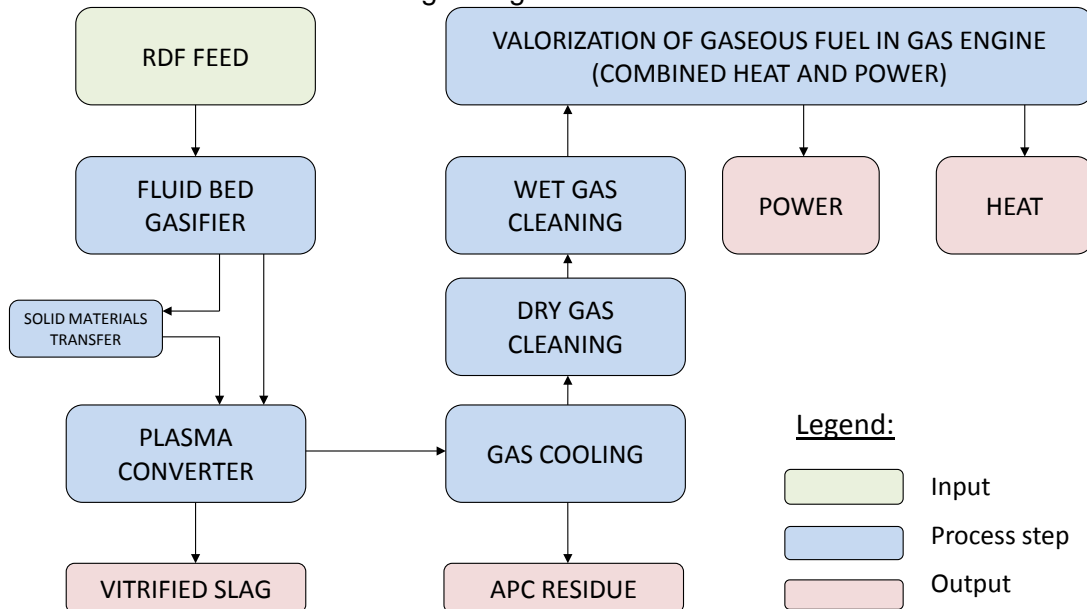 RDF FEED
VALORIZATION OF GASEOUS FUEL IN GAS ENGINE
(COMBINED HEAT AND POWER)
FLUID BED
GASIFIER
WET GAS
CLEANING
POWER
HEAT
SOLID MATERIALS
TRANSFER
DRY GAS
CLEANING
PLASMA
CONVERTER
GAS COOLING
VITRIFIED SLAG
APC RESIDUE
Legend:
Input
Process step
Output